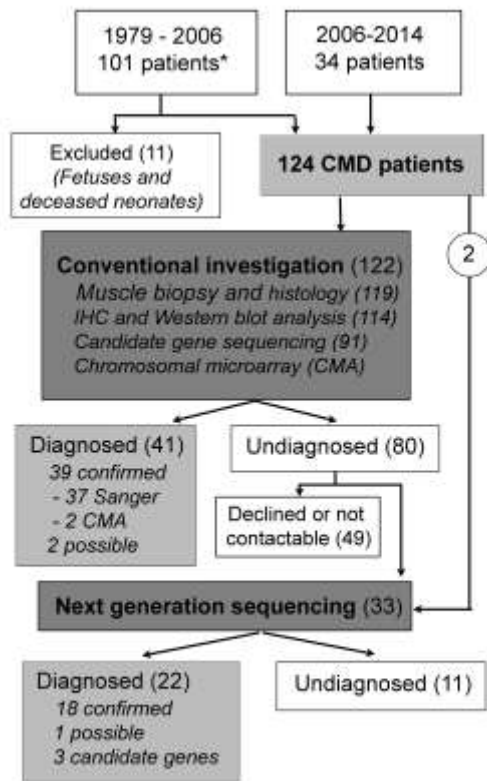 1979 - 2006
101 patients*
2006-2014
34 patients
Excluded (11)
(Fetuses and
deceased neonates)
124 CMD patients
2
Conventional investigation (122)
Muscle biopsy and histology (119)
IHC and Western blot analysis (114)
Candidate gene sequencing (91)
Chromosomal microarray (CMA)
Diagnosed (41)
39 confirmed
- 37 Sanger
- 2 CMA
2 possible
Undiagnosed (80)
Declined or not
contactable (49)
Next generation sequencing (33)
Diagnosed (22)
18 confirmed
1 possible
3 candidate genes
Undiagnosed (11)